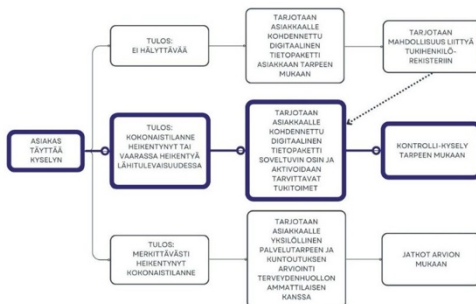 ASIAKAS
TÄYTTÄÄ
KYSELYN
TULOS:
EI HÄLYTTÄVÄÄ
TARJOTAAN
ASIAKKAALLE
KOHDENNETTU
DIGITAALINEN
TIETOPAKETTI
ASIAKKAAN TARPEEN
MUKAAN
TARJOTAAN
MAHDOLLISUUS LIITTYÄ
TUKIHENKILÖ-
REKISTERIIN
TULOS:
KOKONAISTILANNE
HEIKENTYNYT TAI
VAARASSA HEIKENTYÄ
LÄHITULEVAISUUDESSA
TARJOTAAN
ASIAKKAALLE
KOHDENNETTU
DIGITAALINEN
TIETOPAKETTI
SOVELTUVIN OSIN JA
AKTIVOIDAAN
TARVITTAVAT
TUKITOIMET
KONTROLLI-KYSELY
TARPEEN MUKAAN
TULOS:
MERKITTÄVÄSTI
HEIKENTYNYT
KOKONAISTILANNE
TARJOTAAN
ASIAKKAALLE
YKSILÖLLINEN
PALVELUTARPEEN JA
KUNTOUTUKSEN
ARVIOINTI
TERVEYDENHUOLLON
AMMATTILAISEN
KANSSA
JATKOT ARVION
MUKAAN